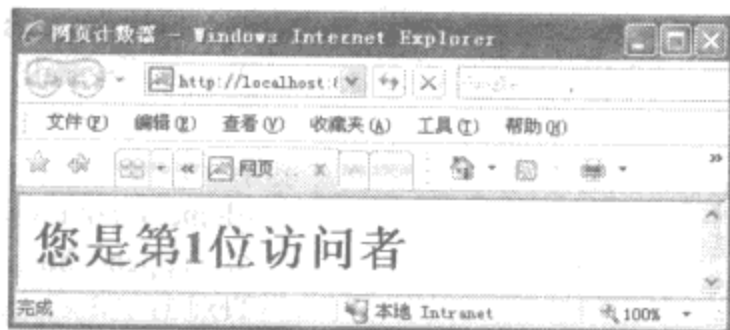 网页计数器 - Windows Internet Explorer
http://localhost:
文件(F) 编辑(E) 查看(V) 收藏夹(A) 工具(T) 帮助(H)
网页
您是第1位访问者
完成 本地 Intranet 100%